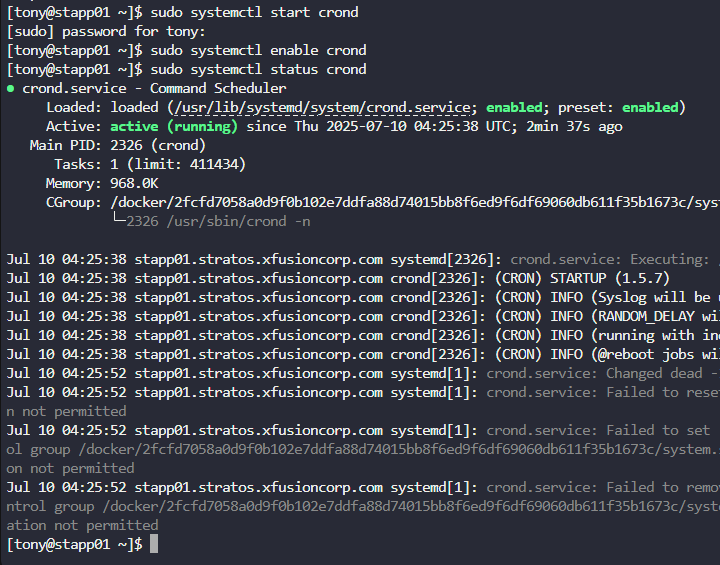 [tony@stapp01 ~]$ sudo systemctl start crond
[sudo] password for tony:
[tony@stapp01 ~]$ sudo systemctl enable crond
[tony@stapp01 ~]$ sudo systemctl status crond
● crond.service - Command Scheduler
Loaded: loaded (/usr/lib/systemd/system/crond.service; enabled; preset: enabled)
Active: active (running) since Thu 2025-07-10 04:25:38 UTC; 2min 37s ago
Main PID: 2326 (crond)
Tasks: 1 (limit: 411434)
Memory: 968.0K
CGroup: /docker/2fcfd7058a0d9f0b102e7ddfa88d74015bb8f6ed9f6df69060db611f35b1673c/syst
└─2326 /usr/sbin/crond -n
Jul 10 04:25:38 stapp01.stratos.xfusioncorp.com systemd[2326]: crond.service: Executing:
Jul 10 04:25:38 stapp01.stratos.xfusioncorp.com crond[2326]: (CRON) STARTUP (1.5.7)
Jul 10 04:25:38 stapp01.stratos.xfusioncorp.com crond[2326]: (CRON) INFO (Syslog will be
Jul 10 04:25:38 stapp01.stratos.xfusioncorp.com crond[2326]: (CRON) INFO (RANDOM_DELAY wil
Jul 10 04:25:38 stapp01.stratos.xfusioncorp.com crond[2326]: (CRON) INFO (running with ino
Jul 10 04:25:38 stapp01.stratos.xfusioncorp.com crond[2326]: (CRON) INFO (@reboot jobs wil
Jul 10 04:25:52 stapp01.stratos.xfusioncorp.com systemd[1]: crond.service: Changed dead -
Jul 10 04:25:52 stapp01.stratos.xfusioncorp.com systemd[1]: crond.service: Failed to rese
n not permitted
Jul 10 04:25:52 stapp01.stratos.xfusioncorp.com systemd[1]: crond.service: Failed to set
ol group /docker/2fcfd7058a0d9f0b102e7ddfa88d74015bb8f6ed9f6df69060db611f35b1673c/system.
on not permitted
Jul 10 04:25:52 stapp01.stratos.xfusioncorp.com systemd[1]: crond.service: Failed to remo
ntrol group /docker/2fcfd7058a0d9f0b102e7ddfa88d74015bb8f6ed9f6df69060db611f35b1673c/syst
ation not permitted
[tony@stapp01 ~]$